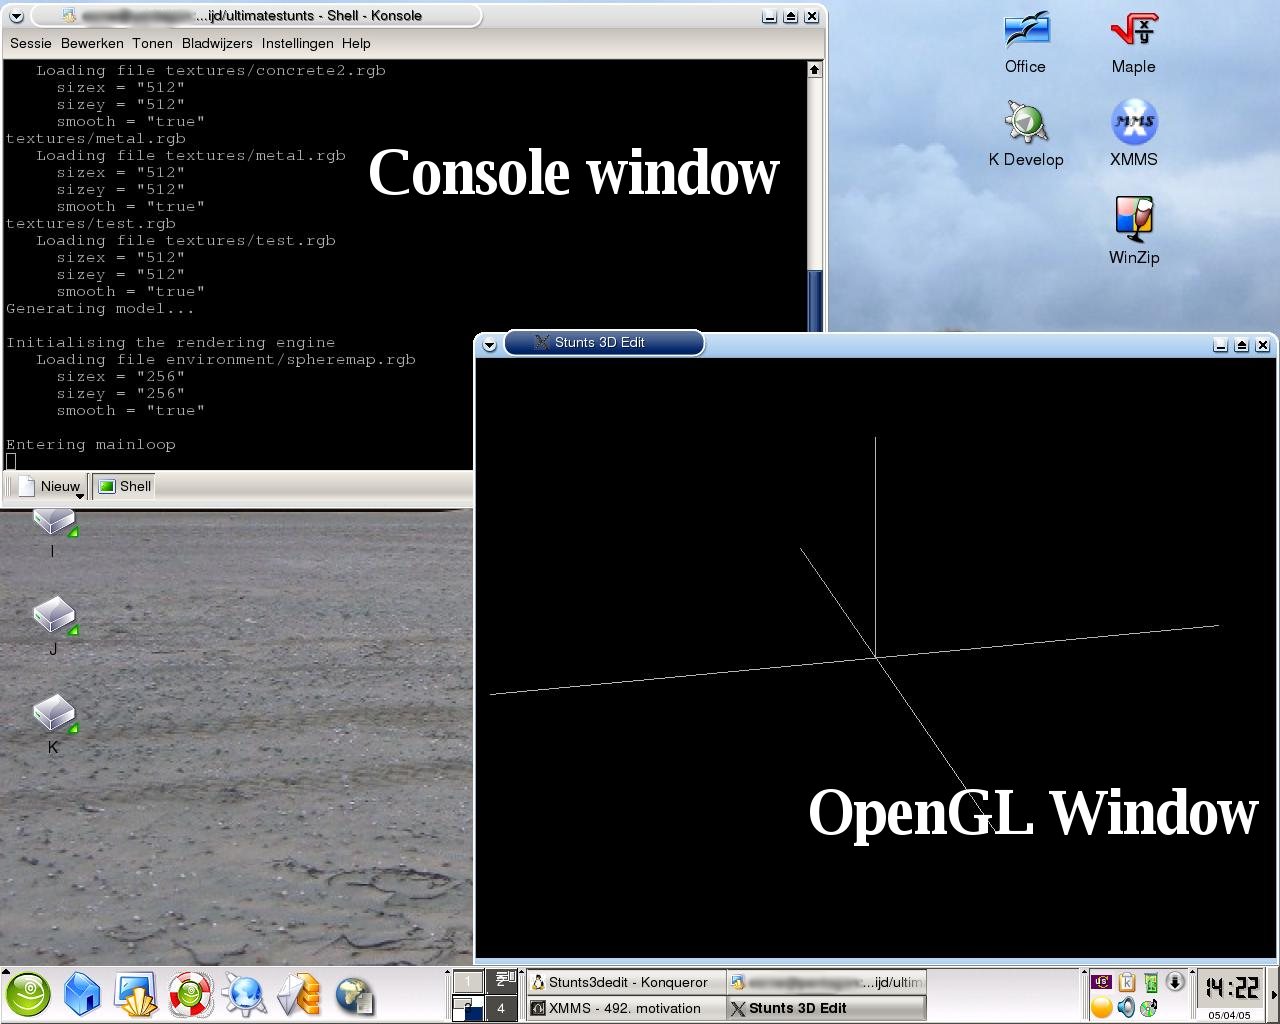 ...ijd/ultimatestunts - Shell - Konsole
Sessie Bewerken Tonen Bladwijzers Instellingen Help
Loading file textures/concrete2.rgb
sizex = "512"
sizey = "512"
smooth = "true"
textures/metal.rgb
Loading file textures/metal.rgb
sizex = "512"
sizey = "512"
smooth = "true"
textures/test.rgb
Loading file textures/test.rgb
sizex = "512"
sizey = "512"
smooth = "true"
Generating model...
Initialising the rendering engine
Loading file environment/spheremap.rgb
sizex = "256"
sizey = "256"
smooth = "true"
Entering mainloop
Console window
Nieuw Shell
Office Maple
K Develop XMMS
WinZip
Stunts 3D Edit
OpenGL Window
I
J
K
1 2
3 4
Stunts3dedit - Konqueror
...ijd/ultim
XMMS - 492. motivation
Stunts 3D Edit
14:22
05/04/05